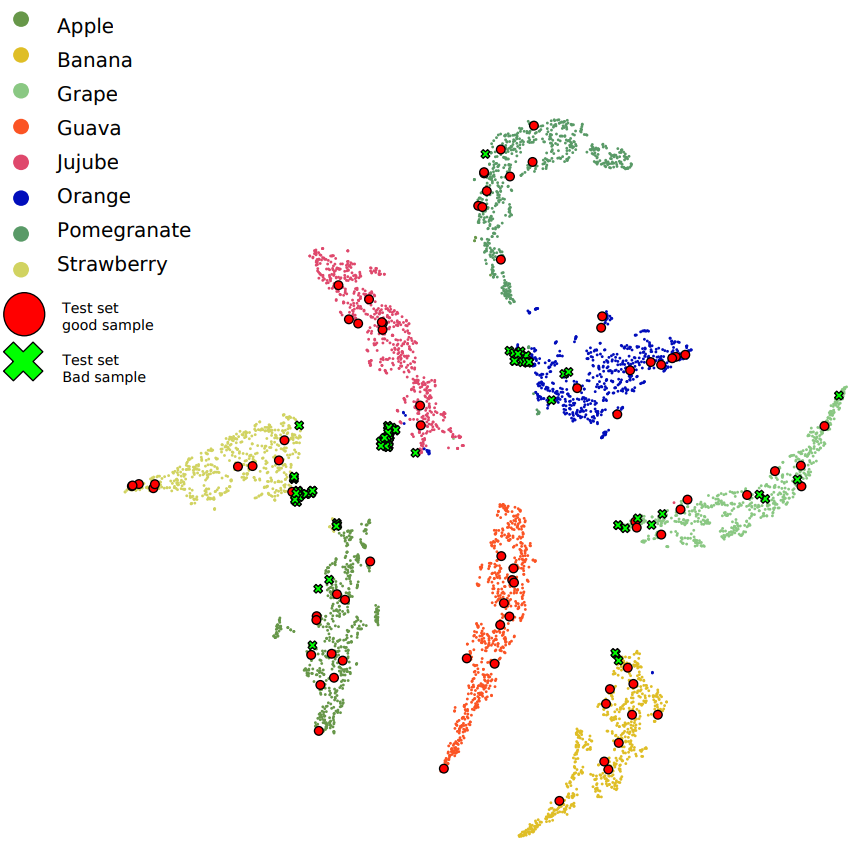 Apple
Banana
Grape
Guava
Jujube
Orange
Pomegranate
Strawberry
Test set
good sample
Test set
Bad sample